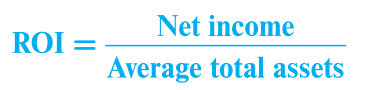 ROI = Net income
Average total assets